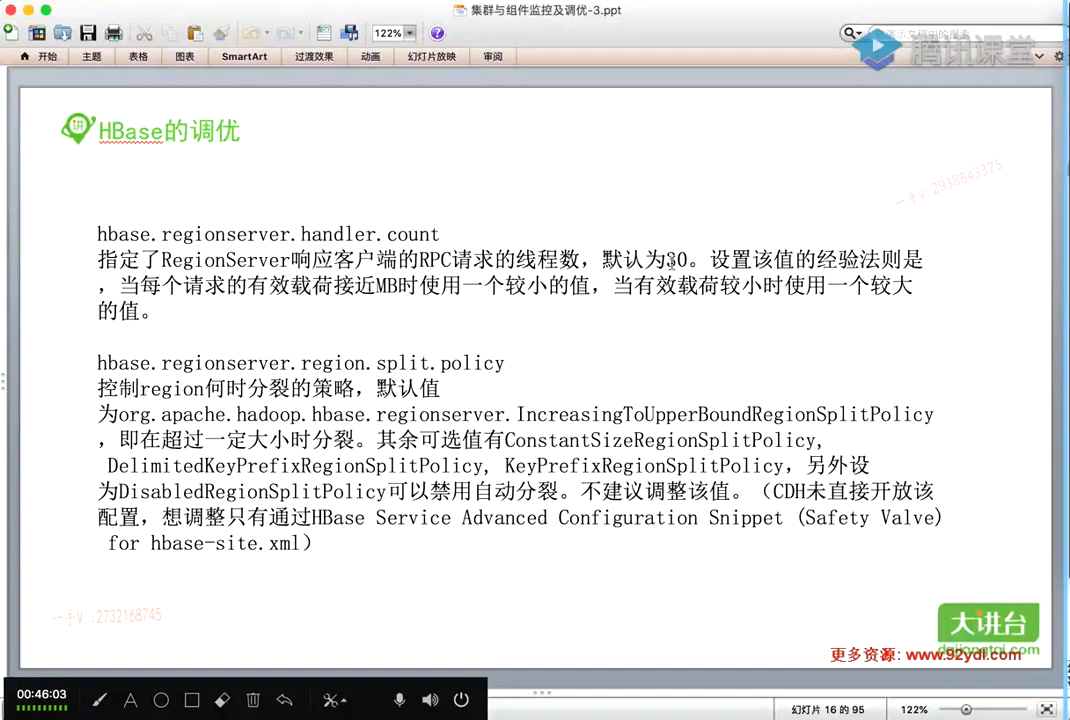 集群与组件监控及调优-3.ppt
122%
开始 主题 表格 图表 SmartArt 过渡效果 动画 幻灯片放映 审阅
腾讯课堂
讲 HBase的调优
一手v:2938843375
hbase.regionserver.handler.count
指定了RegionServer响应客户端的RPC请求的线程数，默认为30。设置该值的经验法则是
，当每个请求的有效载荷接近MB时使用一个较小的值，当有效载荷较小时使用一个较大
的值。
hbase.regionserver.region.split.policy
控制region何时分裂的策略，默认值
为org.apache.hadoop.hbase.regionserver.IncreasingToUpperBoundRegionSplitPolicy
，即在超过一定大小时分裂。其余可选值有ConstantSizeRegionSplitPolicy,
DelimitedKeyPrefixRegionSplitPolicy, KeyPrefixRegionSplitPolicy，另外设
为DisabledRegionSplitPolicy可以禁用自动分裂。不建议调整该值。（CDH未直接开放该
配置，想调整只有通过HBase Service Advanced Configuration Snippet (Safety Valve)
for hbase-site.xml）
一手V :2732168745
大讲台
dajiangtai.com
更多资源: www.92ydl.com
00:46:03
幻灯片 16 的 95 122%